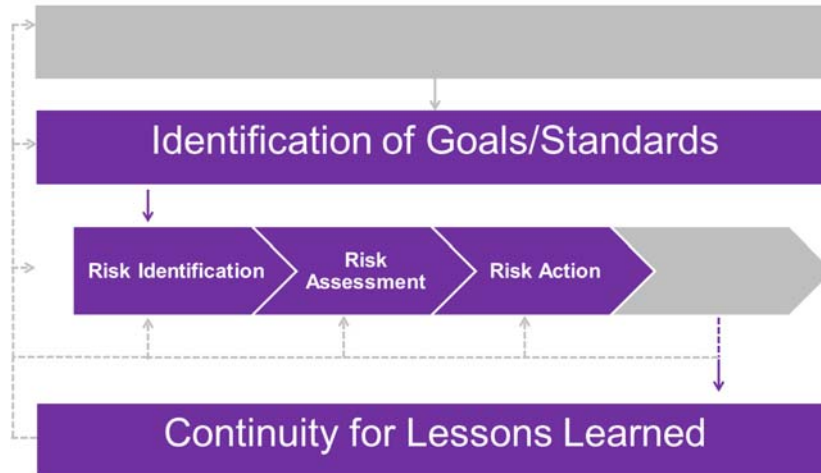 Identification of Goals/Standards
Risk Identification
Risk
Assessment
Risk Action
Continuity for Lessons Learned